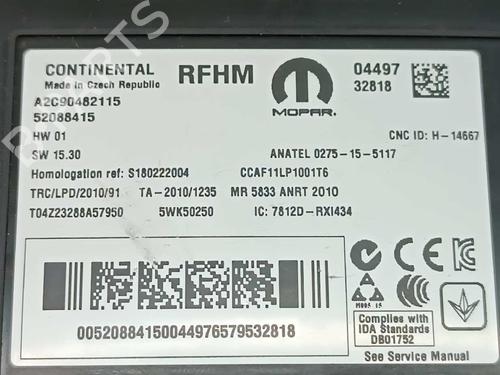 CONTINENTAL
Made in Czech Republic
RFHM
MOPAR.
04497
32818
A2C90482115
52088415
HW 01
CNC ID: H-14667
SW 15.30
ANATEL 0275-15-5117
Homologation ref: S180222004
CCAF11LP1001T6
TRC/LPD/2010/91
TA-2010/1235
MR 5833 ANRT 2010
T04Z23288A57950
5WK50250
IC: 7812D-RXI434
00520884150044976579532818
Complies with
IDA Standards
DB01752
See Service Manual